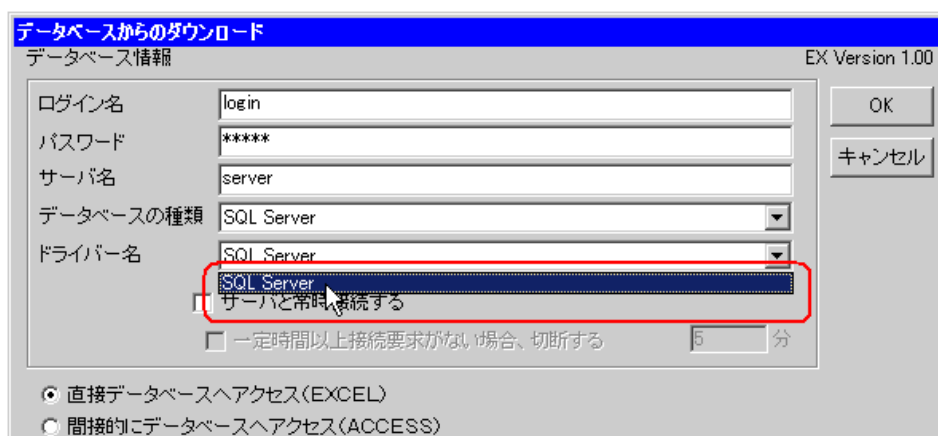 データベースからのダウンロード
データベース情報
EX Version 1.00
ログイン名
login
OK
パスワード
*****
キャンセル
サーバ名
server
データベースの種類
SQL Server
ドライバー名
SQL Server
SQL Server
サーバと常時接続する
一定時間以上接続要求がない場合、切断する
5
分
直接データベースへアクセス(EXCEL)
間接的にデータベースへアクセス(ACCESS)